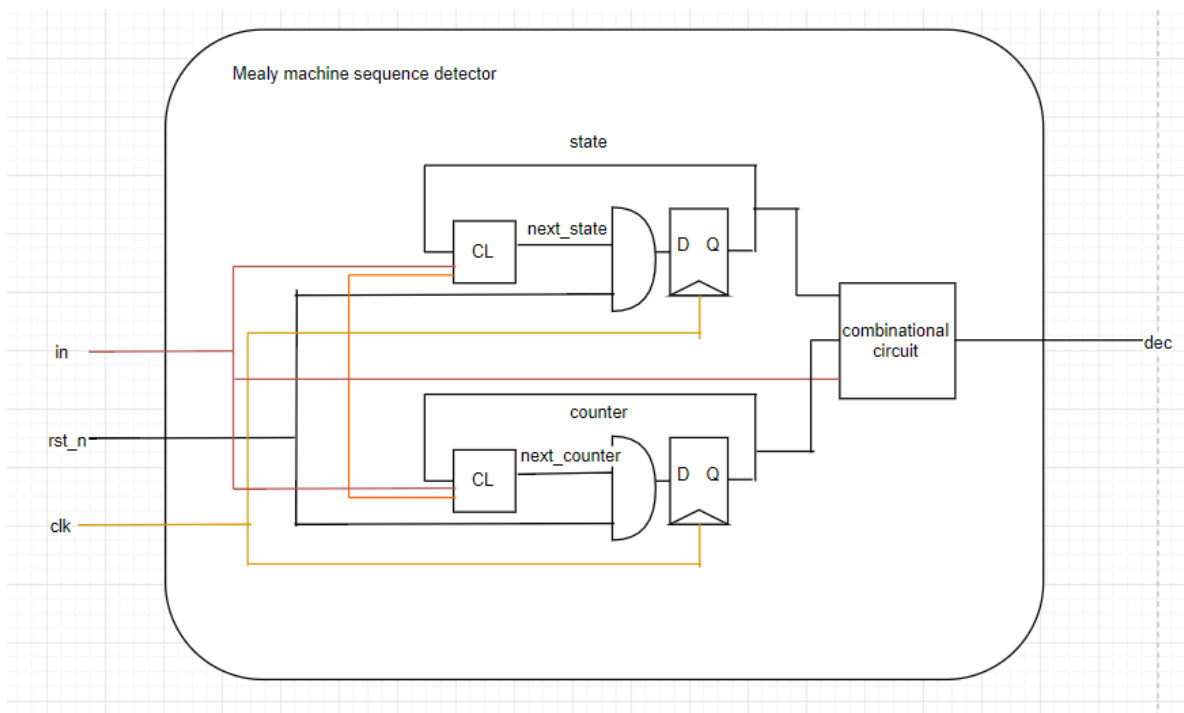 Mealy machine sequence detector
state
next_state
CL
D Q
in
combinational
circuit
dec
counter
rst_n
next_counter
CL
D Q
clk